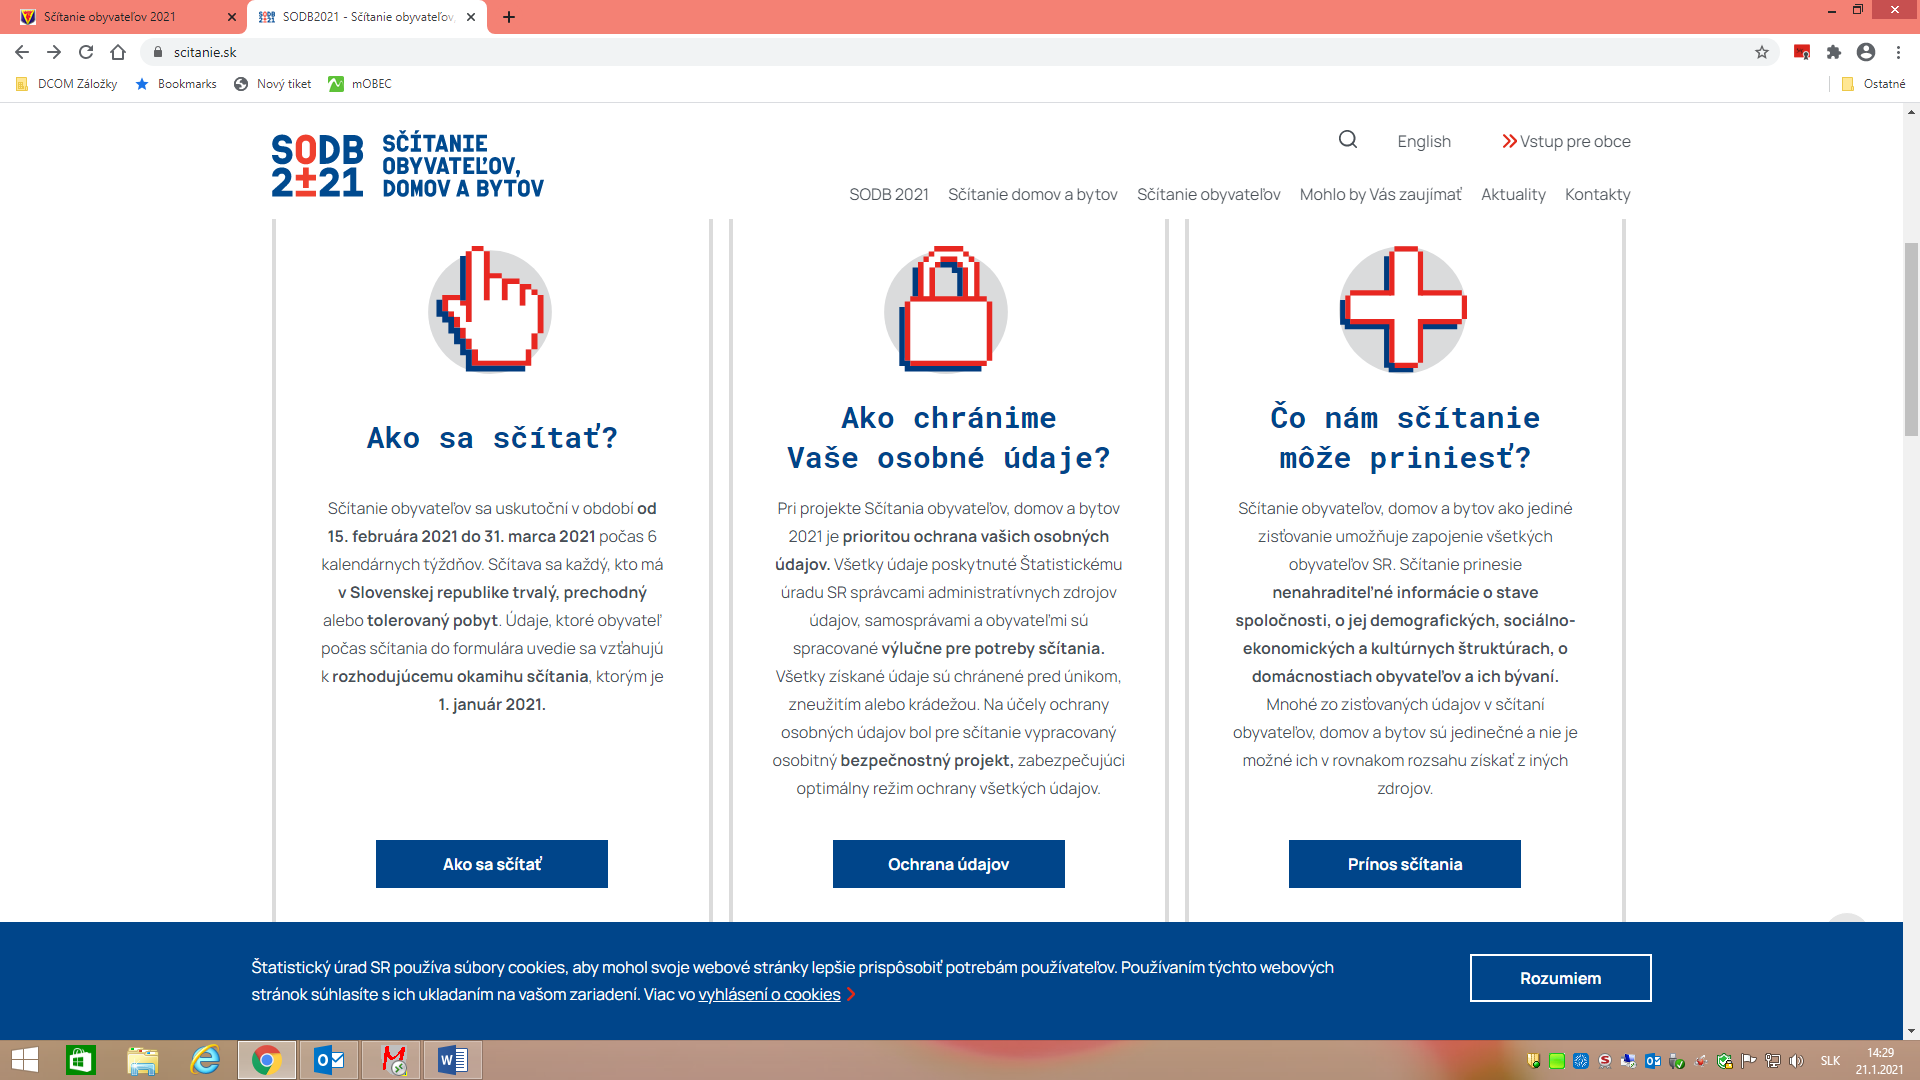 Sčítanie obyvateľov 2021
SODB2021 - Sčítanie obyvateľov,
scitanie.sk
DCOM Záložky
Bookmarks
Nový tiket
mOBEC
Ostatné
SODB
2±21
SČÍTANIE
OBYVATEĽOV,
DOMOV A BYTOV
English
Vstup pre obce
SODB 2021
Sčítanie domov a bytov
Sčítanie obyvateľov
Mohlo by Vás zaujímať
Aktuality
Kontakty
Ako sa sčítať?
Sčítanie obyvateľov sa uskutoční v období od
15. februára 2021 do 31. marca 2021 počas 6
kalendárnych týždňov. Sčítava sa každý, kto má
v Slovenskej republike trvalý, prechodný
alebo tolerovaný pobyt. Údaje, ktoré obyvateľ
počas sčítania do formulára uvedie sa vzťahujú
k rozhodujúcemu okamihu sčítania, ktorým je
1. január 2021.
Ako sa sčítať
Ako chránime
Vaše osobné údaje?
Pri projekte Sčítania obyvateľov, domov a bytov
2021 je prioritou ochrana vašich osobných
údajov. Všetky údaje poskytnuté Štatistickému
úradu SR správcami administratívnych zdrojov
údajov, samosprávami a obyvateľmi sú
spracované výlučne pre potreby sčítania.
Všetky získané údaje sú chránené pred únikom,
zneužitím alebo krádežou. Na účely ochrany
osobných údajov bol pre sčítanie vypracovaný
osobitný bezpečnostný projekt, zabezpečujúci
optimálny režim ochrany všetkých údajov.
Ochrana údajov
Čo nám sčítanie
môže priniesť?
Sčítanie obyvateľov, domov a bytov ako jediné
zisťovanie umožňuje zapojenie všetkých
obyvateľov SR. Sčítanie prinesie
nenahraditeľné informácie o stave
spoločnosti, o jej demografických, sociálno-
ekonomických a kultúrnych štruktúrach, o
domácnostiach obyvateľov a ich bývaní.
Mnohé zo zisťovaných údajov v sčítaní
obyvateľov, domov a bytov sú jedinečné a nie je
možné ich v rovnakom rozsahu získať z iných
zdrojov.
Prínos sčítania
Štatistický úrad SR používa súbory cookies, aby mohol svoje webové stránky lepšie prispôsobiť potrebám používateľov. Používaním týchto webových
stránok súhlasíte s ich ukladaním na vašom zariadení. Viac vo vyhlásení o cookies
Rozumiem
SLK
14:29
21.1.2021